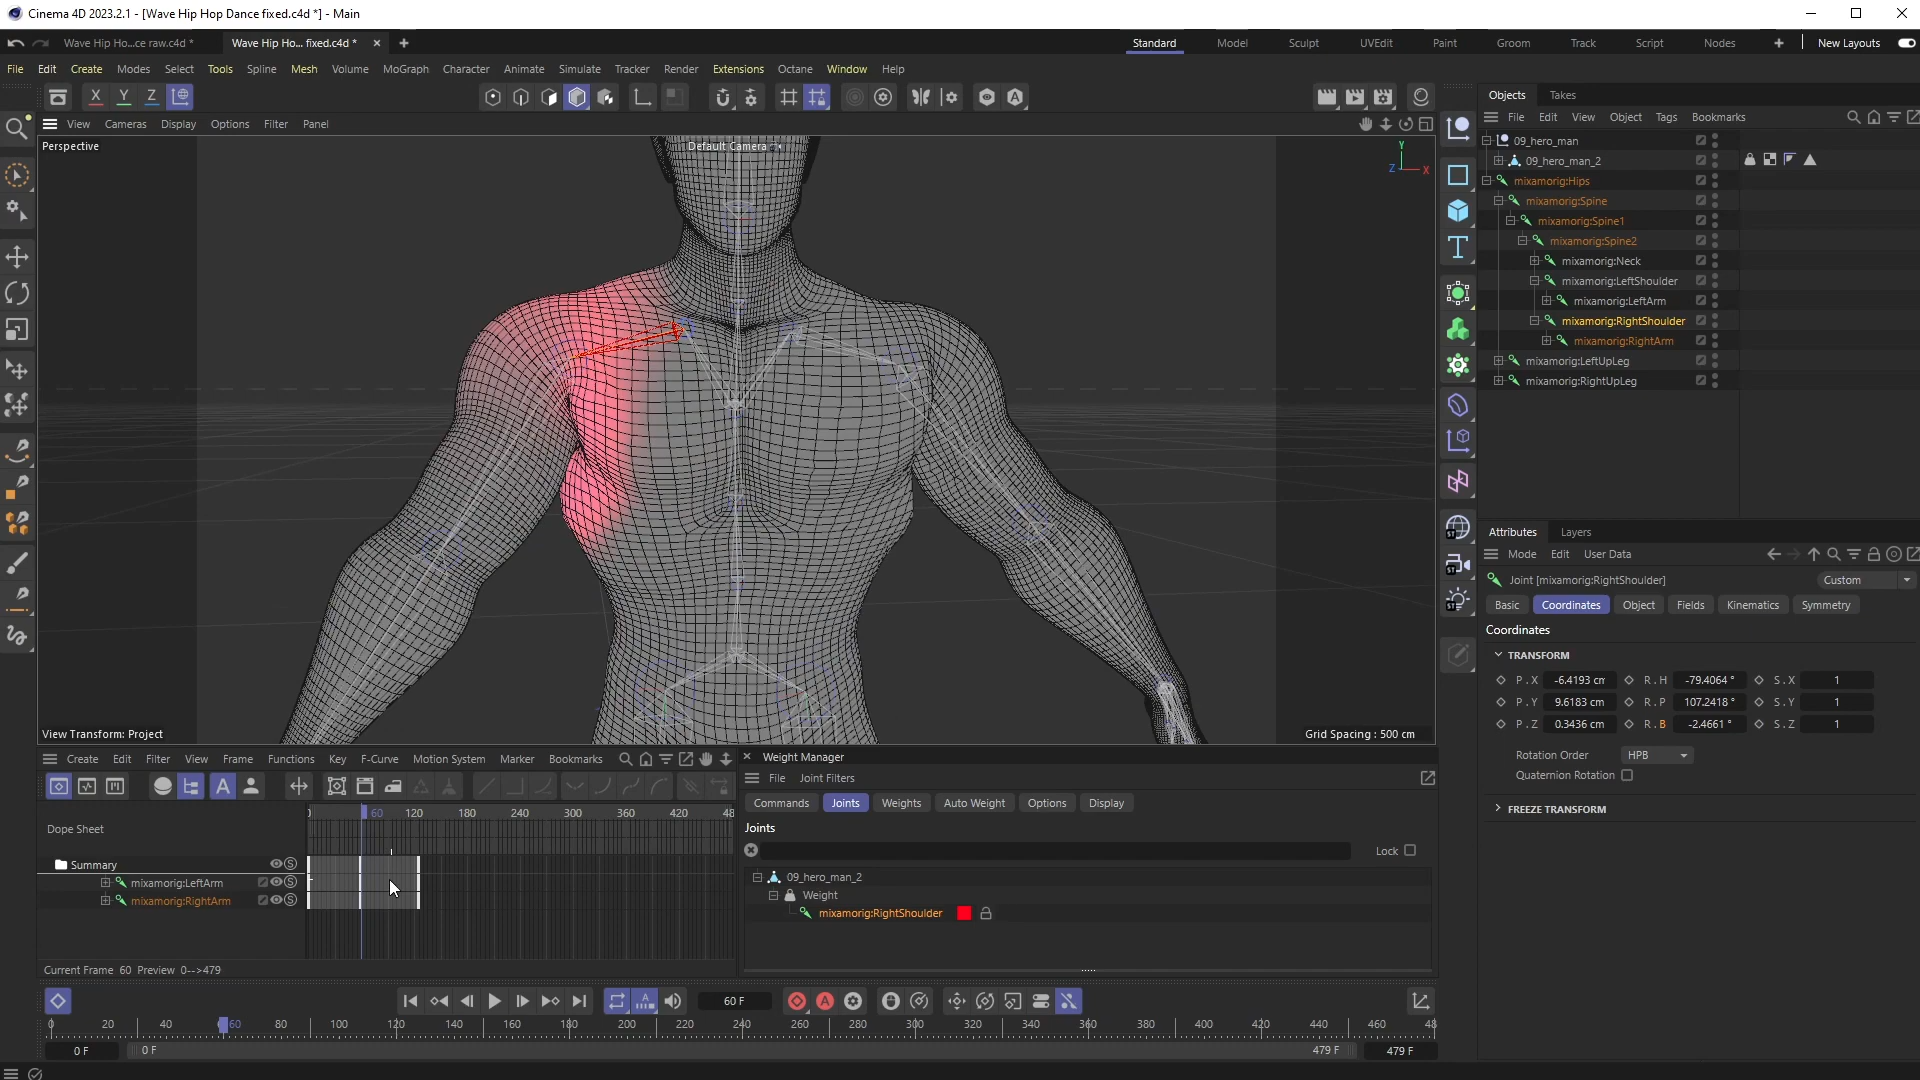 Cinema 4D 2023.2.1 - [Wave Hip Hop Dance fixed.c4d *] - Main
Wave Hip Ho...ce raw.c4d *
Wave Hip Ho... fixed.c4d *
Standard
Model
Sculpt
UVEdit
Paint
Groom
Track
Script
Nodes
New Layouts
File Edit Create Modes Select Tools Spline Mesh Volume MoGraph Character Animate Simulate Tracker Render Extensions Octane Window Help
X Y Z
View Cameras Display Options Filter Panel
Perspective
Default Camera
Y
Z
X
View Transform: Project
Grid Spacing : 500 cm
Objects
Takes
File Edit View Object Tags Bookmarks
09_hero_man
09_hero_man_2
mixamorig:Hips
mixamorig:Spine
mixamorig:Spine1
mixamorig:Spine2
mixamorig:Neck
mixamorig:LeftShoulder
mixamorig:LeftArm
mixamorig:RightShoulder
mixamorig:RightArm
mixamorig:LeftUpLeg
mixamorig:RightUpLeg
Attributes
Layers
Mode Edit User Data
Joint [mixamorig:RightShoulder]
Custom
Basic Coordinates Object Fields Kinematics Symmetry
Coordinates
TRANSFORM
P . X -6.4193 cm R . H -79.4064 ° S . X 1
P . Y 9.6183 cm R . P 107.2418 ° S . Y 1
P . Z 0.3436 cm R . B -2.4661 ° S . Z 1
Rotation Order HPB
Quaternion Rotation
FREEZE TRANSFORM
Create Edit Filter View Frame Functions Key F-Curve Motion System Marker Bookmarks
60 120 180 240 300 360 420 48
Dope Sheet
Summary
mixamorig:LeftArm
mixamorig:RightArm
Current Frame 60 Preview 0-->479
Weight Manager
File Joint Filters
Commands Joints Weights Auto Weight Options Display
Joints
Lock
09_hero_man_2
Weight
mixamorig:RightShoulder
60 F
0 20 40 60 80 100 120 140 160 180 200 220 240 260 280 300 320 340 360 380 400 420 440 460 48
0 F
0 F
479 F
479 F